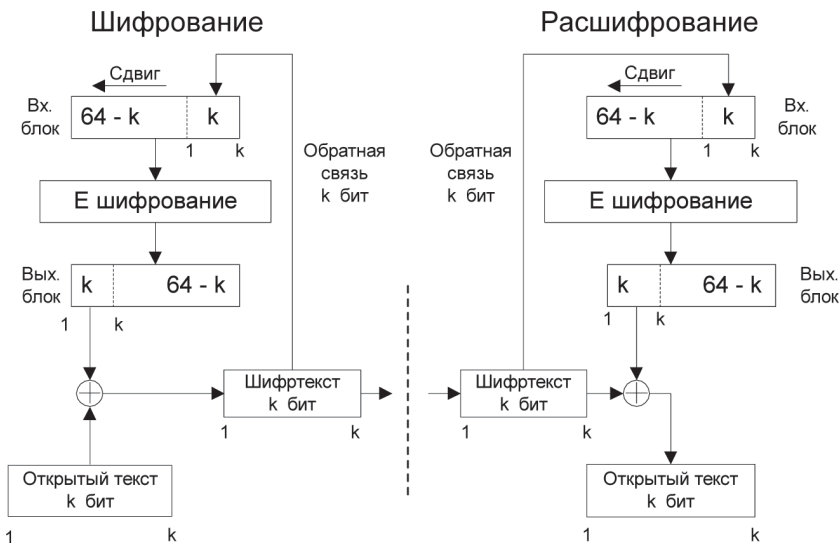 Шифрование
Расшифрование
Сдвиг
Вх.
блок
64 - k
k
1
k
Обратная
связь
k бит
E шифрование
Вых.
блок
k
64 - k
1
k
Шифртекст
k бит
1
k
Открытый текст
k бит
1
k
Сдвиг
64 - k
k
Вх.
блок
1
k
Обратная
связь
k бит
E шифрование
k
64 - k
Вых.
блок
1
k
Шифртекст
k бит
1
k
Открытый текст
k бит
1
k